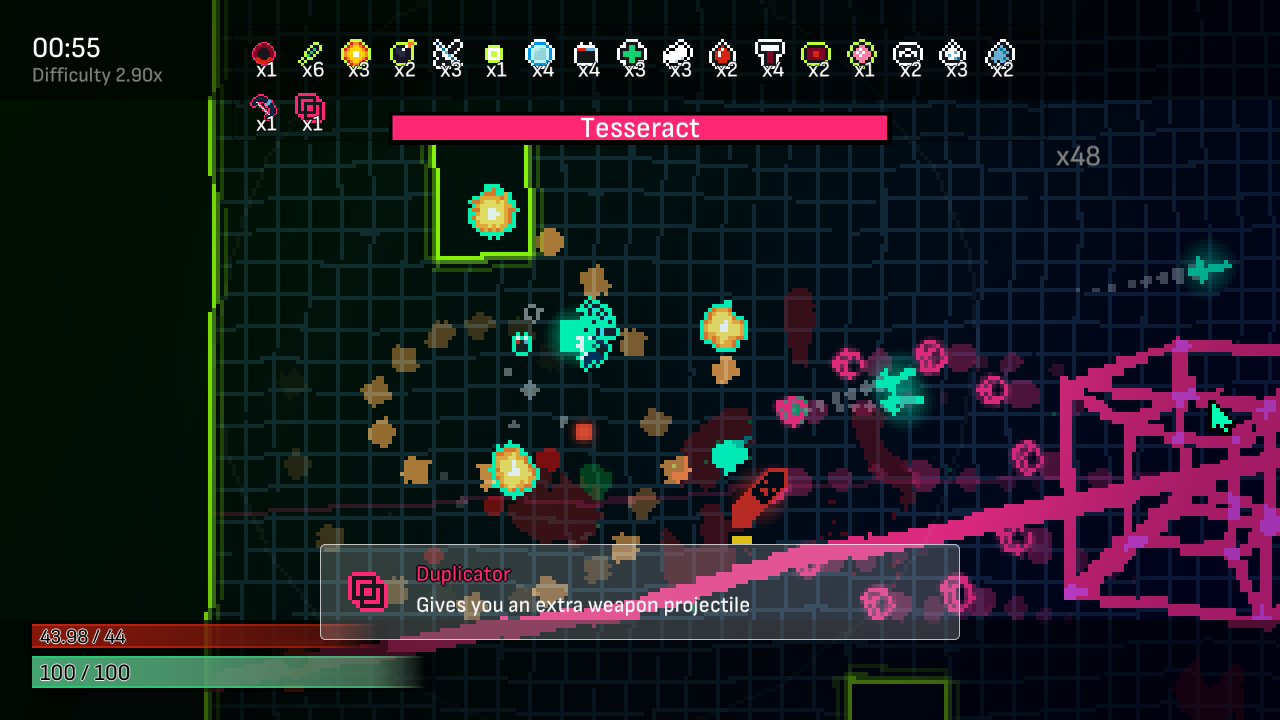 00:55
Difficulty 2.90x
x1 x6 x3 x2 x3 x1 x4 x4 x3 x3 x2 x4 x2 x1 x2 x3 x2
x1 x1
Tesseract
x48
Duplicator
Gives you an extra weapon projectile
43.98 / 44
100 / 100